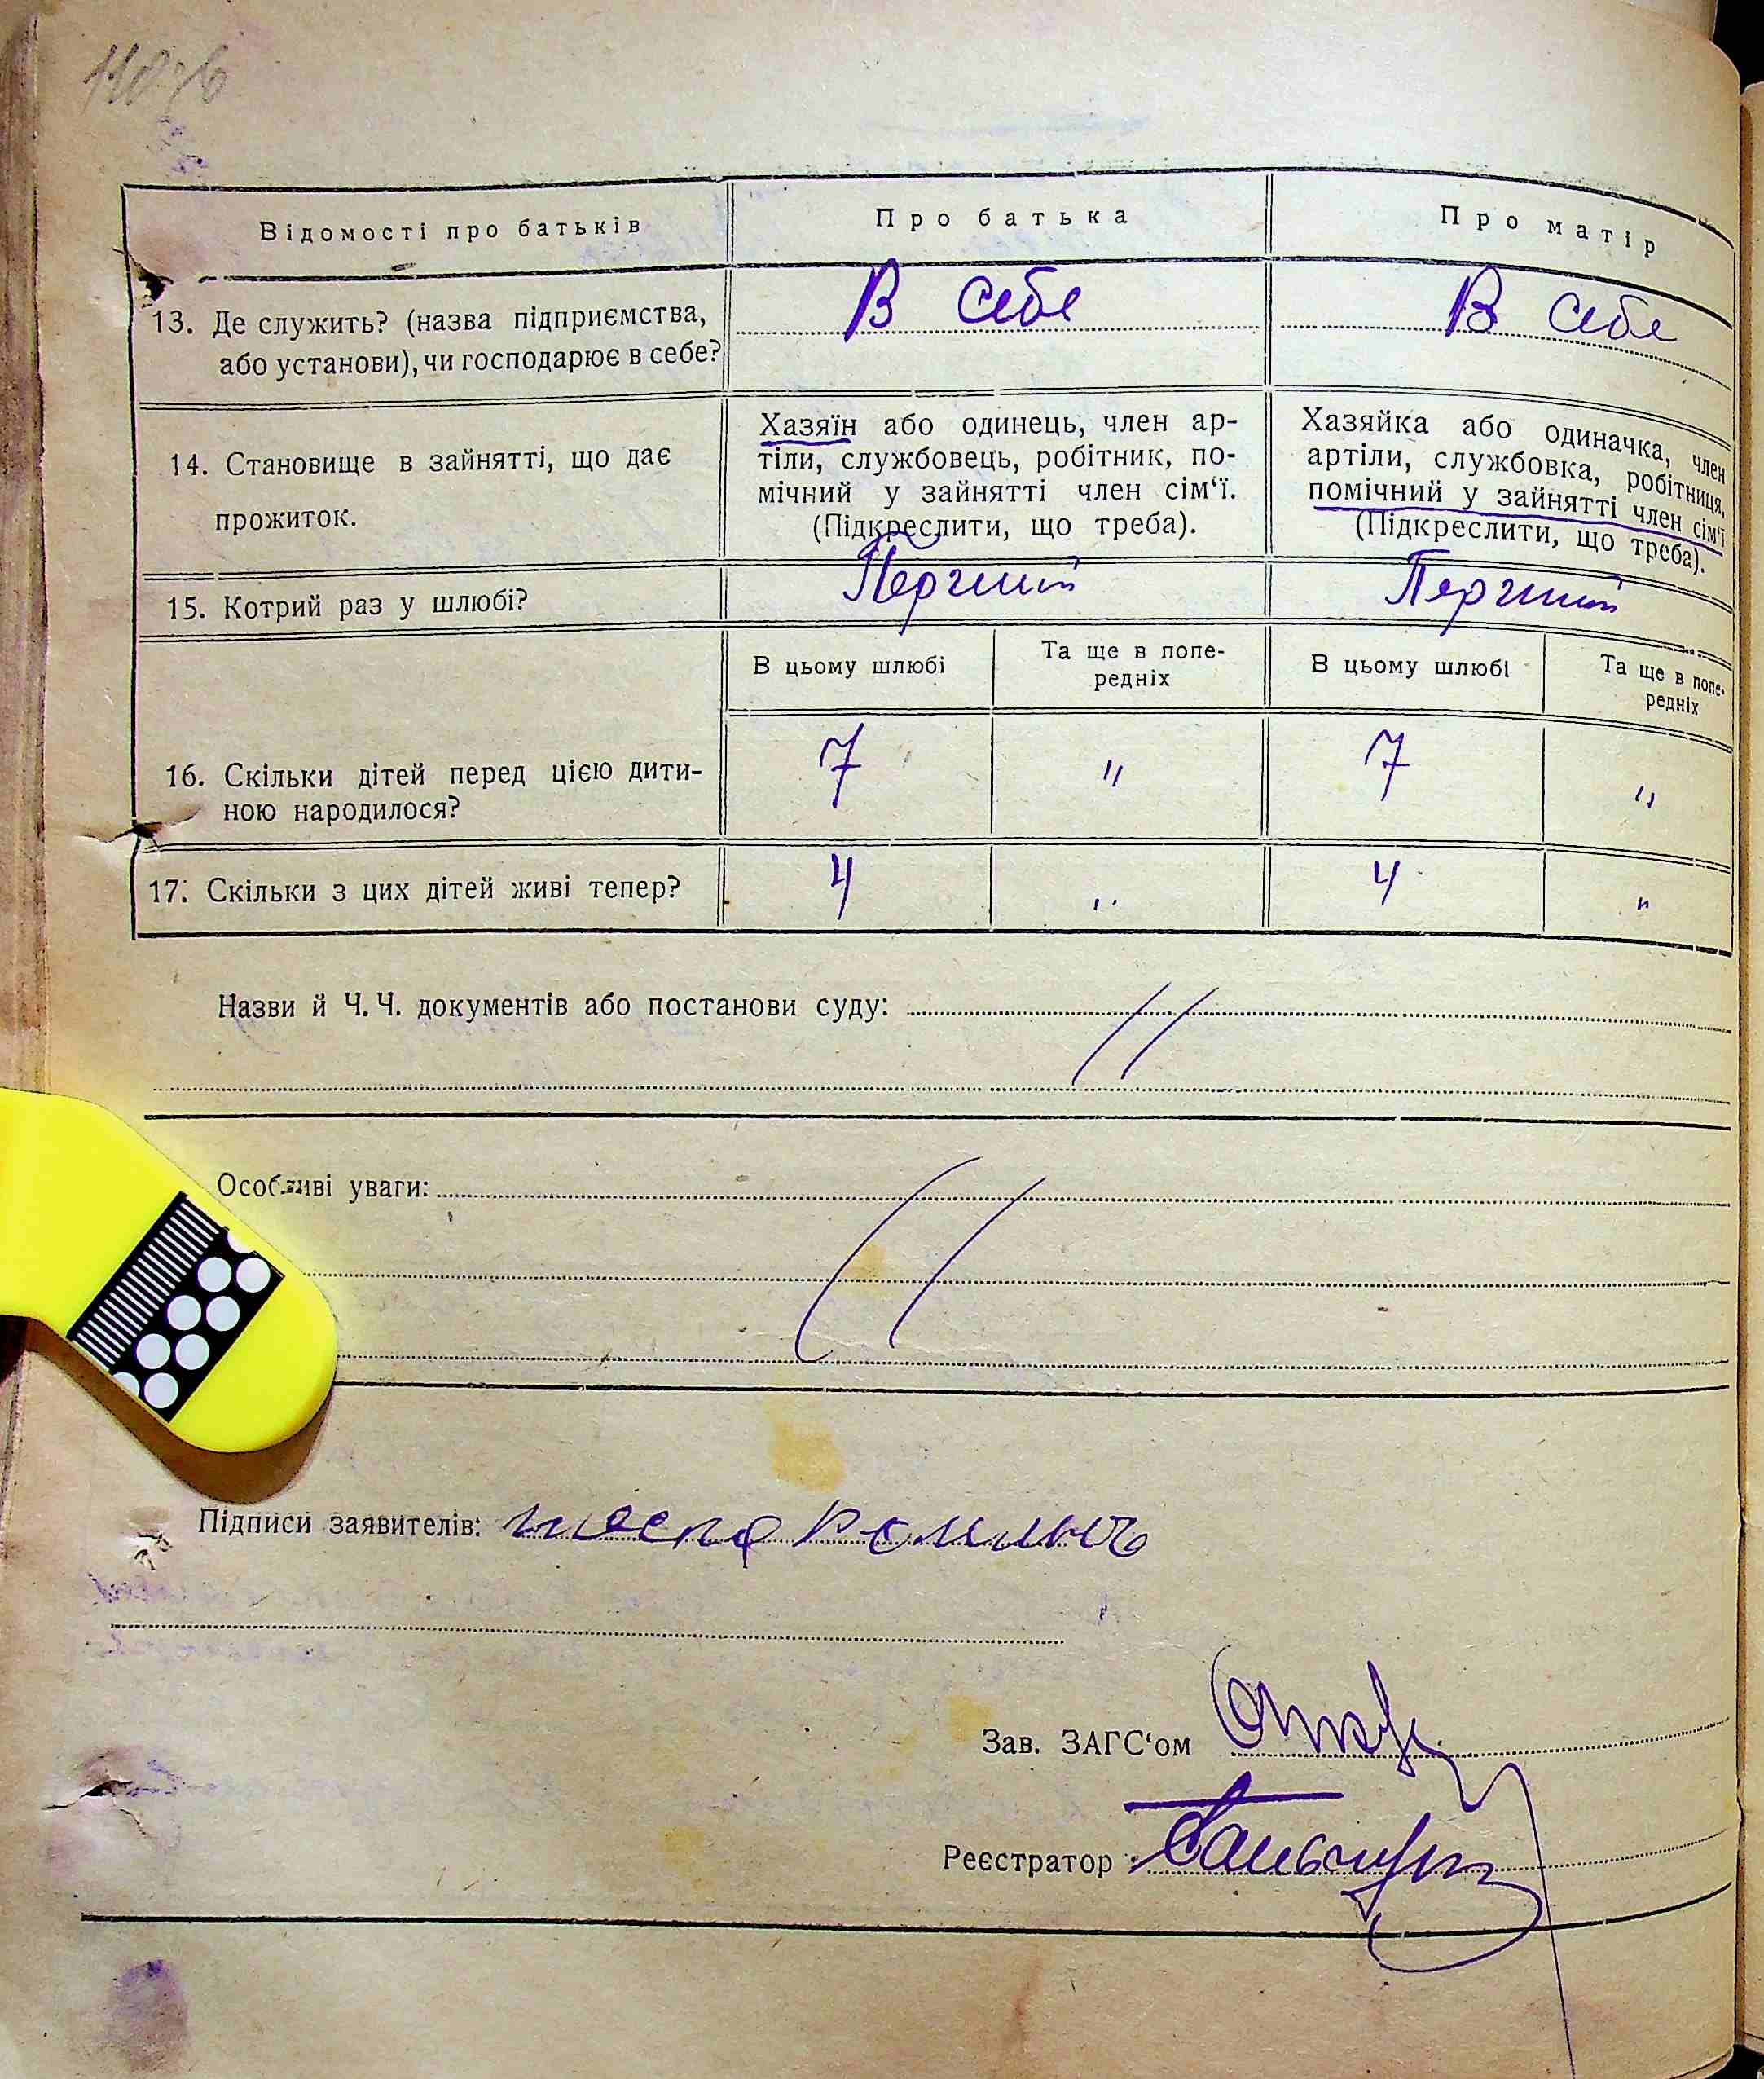 Відомості про батьків
Про батька
Про матір
13. Де служить? (назва підприємства,
або установи), чи господарює в себе?
В себе
В себе
14. Становище в зайнятті, що дає
прожиток.
Хазяїн або одинець, член ар-
тіли, службовець, робітник, по-
мічний у зайнятті член сім‘ї.
(Підкреслити, що треба).
Хазяйка або одиначка, член
артіли, службовка, робітниця,
помічний у зайнятті член сім‘ї
(Підкреслити, що треба).
15. Котрий раз у шлюбі?
Перший
Перший
В цьому шлюбі
Та ще в попе-
редніх
В цьому шлюбі
Та ще в попе-
редніх
16. Скільки дітей перед цією дити-
ною народилося?
7
"
7
"
17. Скільки з цих дітей живі тепер?
4
"
4
"
Назви й Ч. Ч. документів або постанови суду:
Особливі уваги:
Підписи заявителів:
Зав. ЗАГС‘ом
Реєстратор